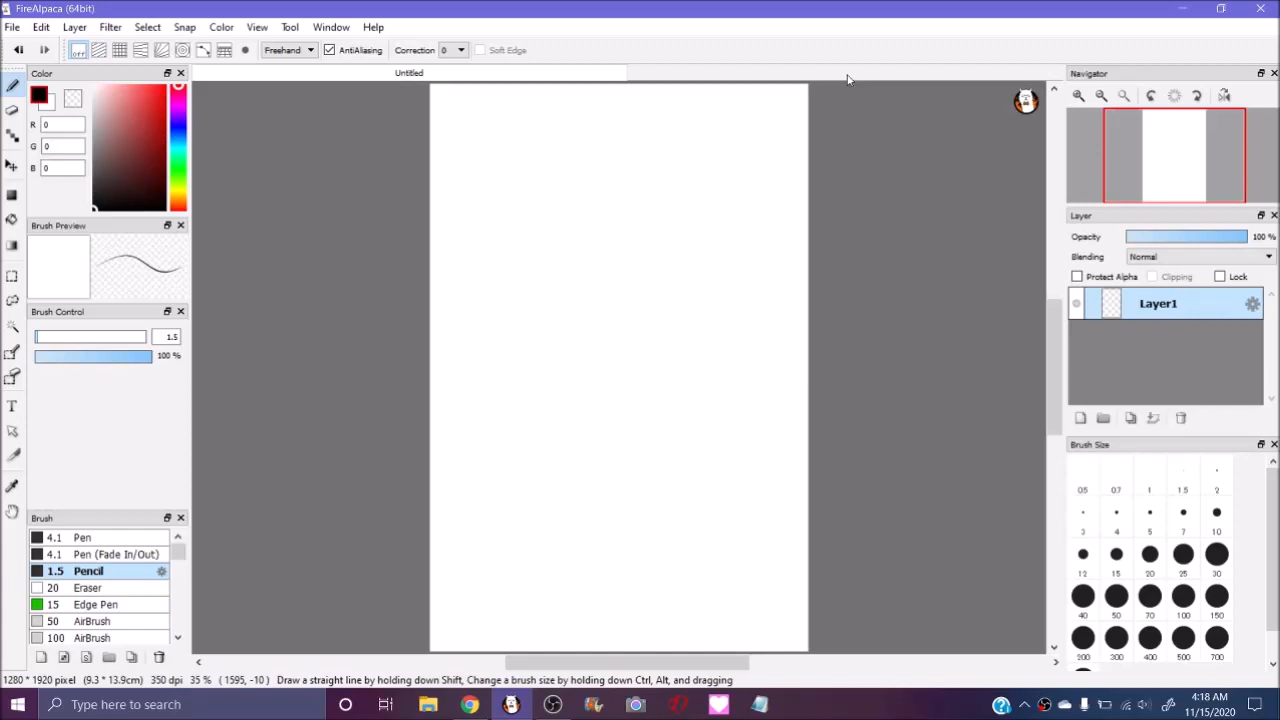 FireAlpaca (64bit)
File Edit Layer Filter Select Snap Color View Tool Window Help
OFF Freehand AntiAliasing Correction 0 Soft Edge
Color
Untitled
Navigator
R 0
G 0
B 0
Brush Preview
Layer
Opacity 100 %
Blending Normal
Protect Alpha Clipping Lock
Layer1
Brush Control
1.5
100 %
T
Brush Size
0.5 0.7 1 1.5 2
3 4 5 7 10
12 15 20 25 30
40 50 70 100 150
200 300 400 500 700
Brush
4.1 Pen
4.1 Pen (Fade In/Out)
1.5 Pencil
20 Eraser
15 Edge Pen
50 AirBrush
100 AirBrush
1280 * 1920 pixel (9.3 * 13.9cm) 350 dpi 35 % ( 1595, -10 ) Draw a straight line by holding down Shift, Change a brush size by holding down Ctrl, Alt, and dragging
Type here to search
4:18 AM
11/15/2020